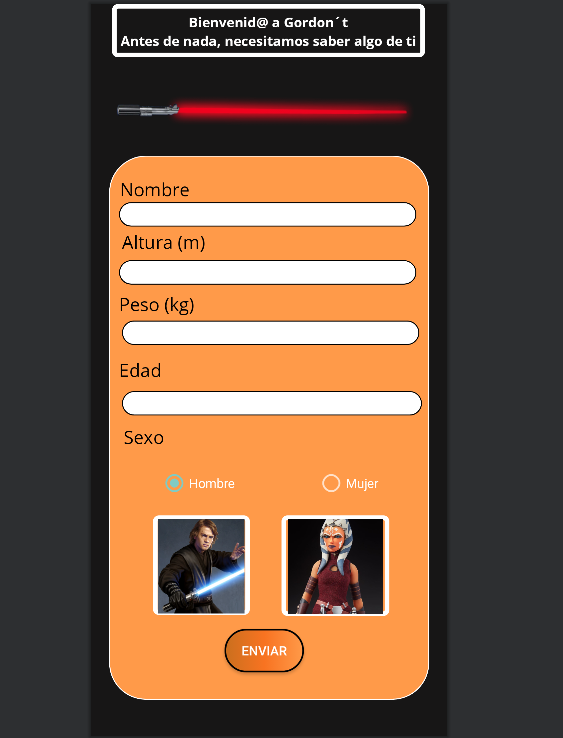 Bienvenid@ a Gordon´t
Antes de nada, necesitamos saber algo de ti
Nombre
Altura (m)
Peso (kg)
Edad
Sexo
Hombre
Mujer
ENVIAR